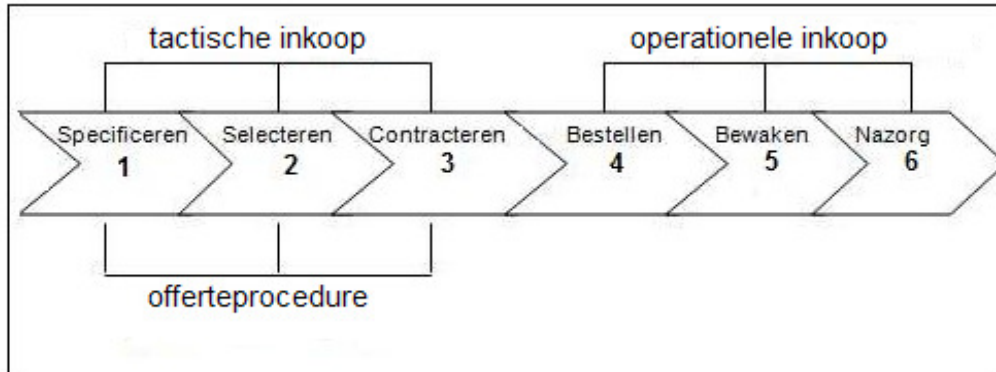 tactische inkoop
operationele inkoop
Specificeren
1
Selecteren
2
Contracteren
3
Bestellen
4
Bewaken
5
Nazorg
6
offerteprocedure